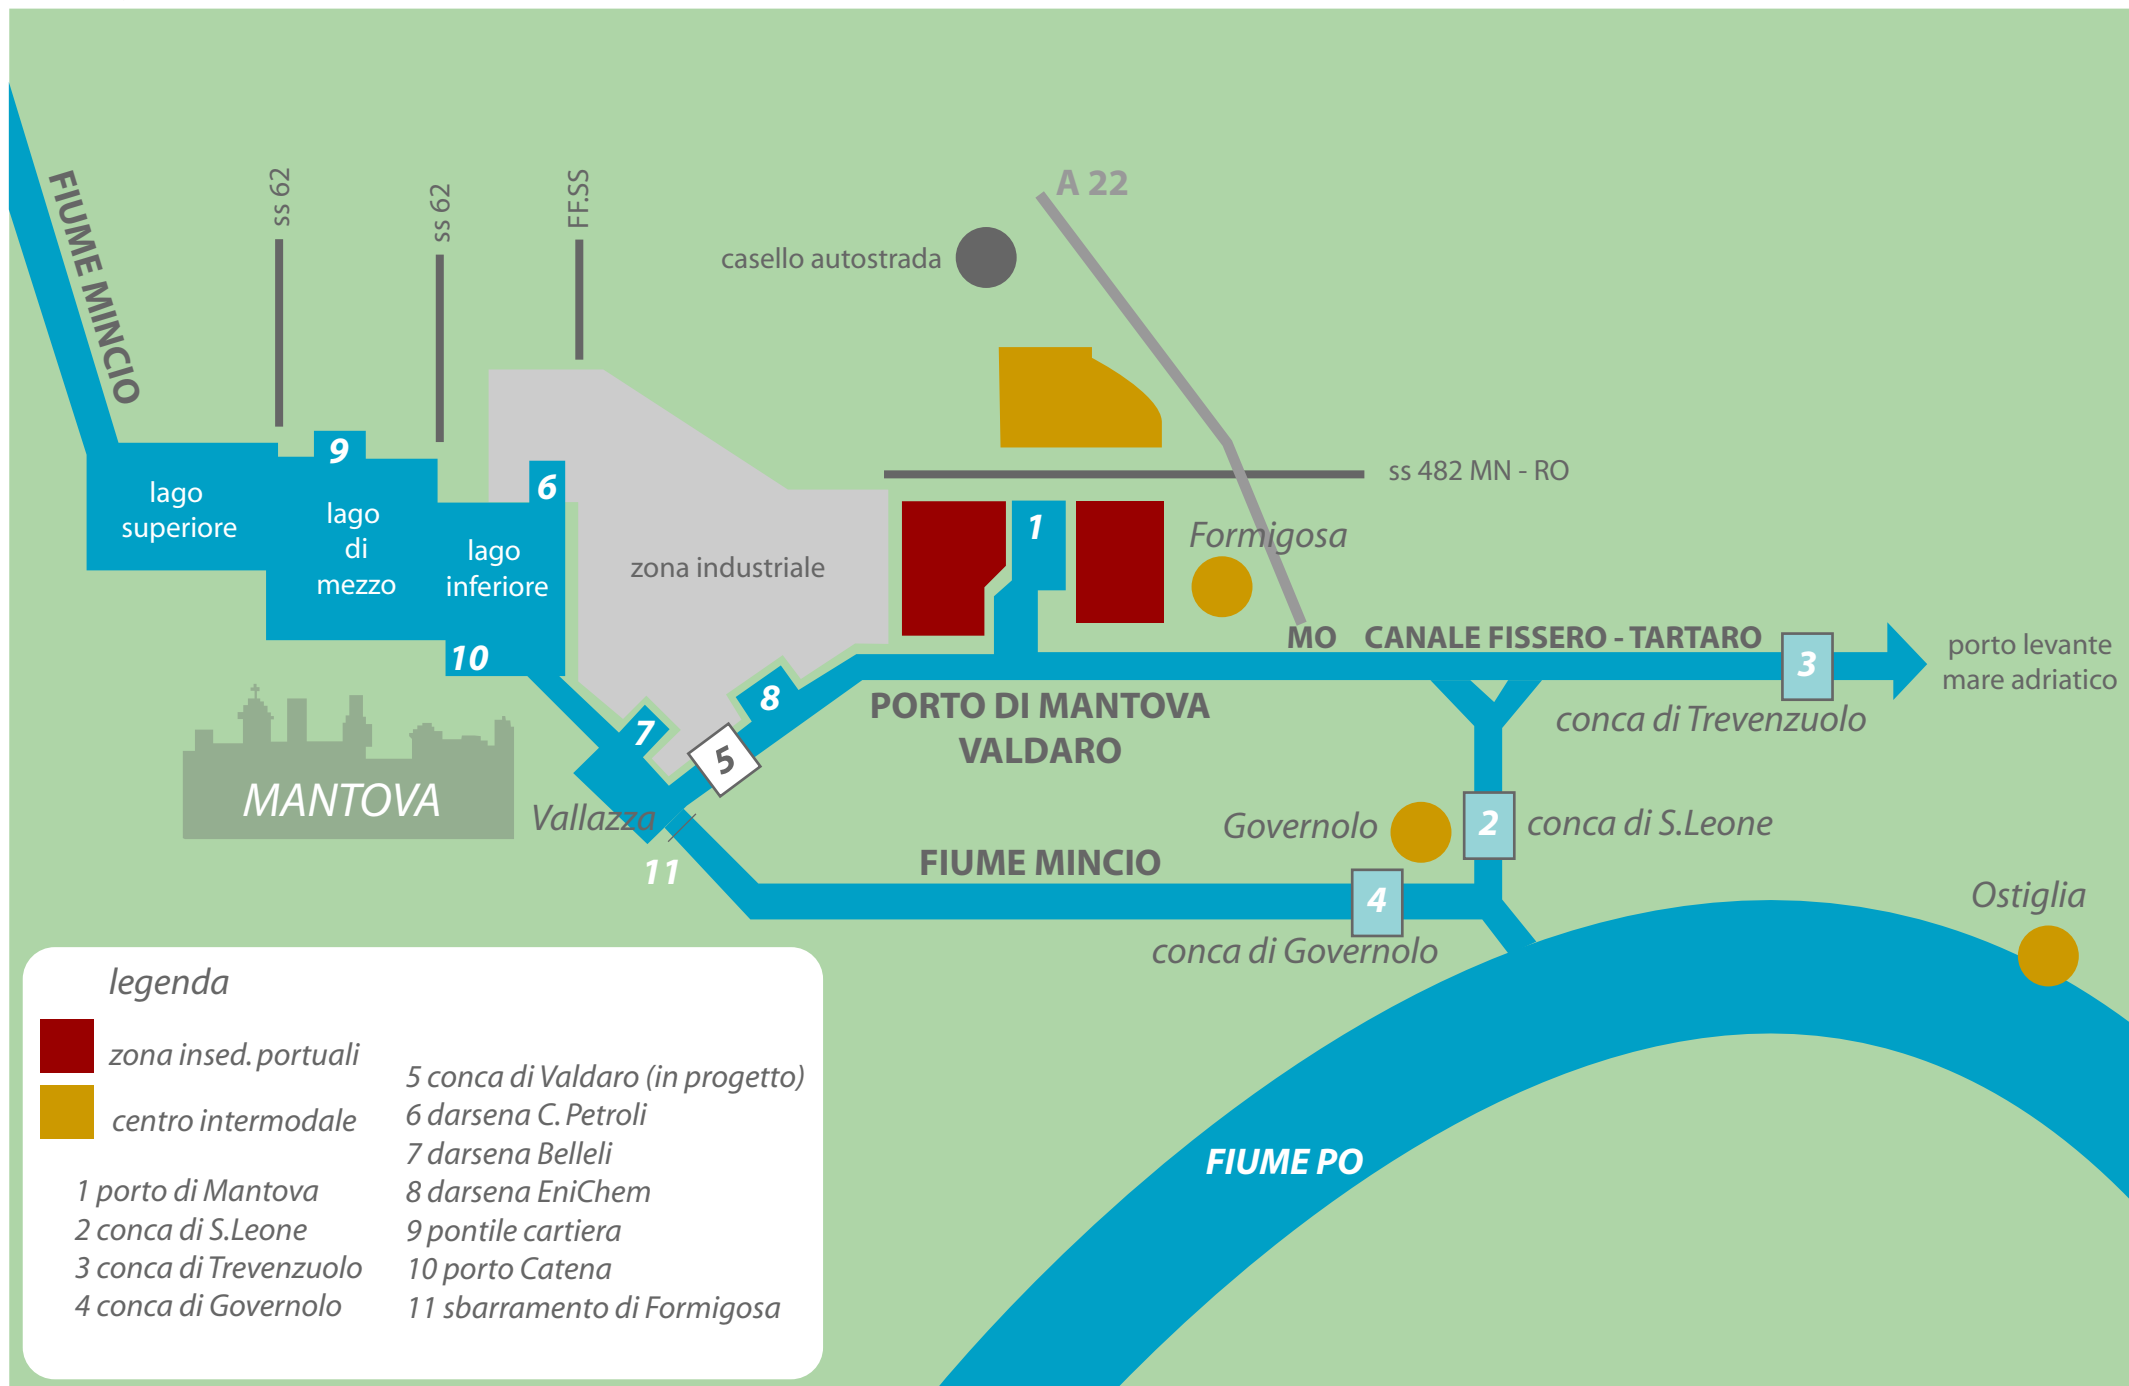 FIUME MINCIO
ss 62
ss 62
FF.SS
A 22
casello autostrada
ss 482 MN - RO
9
6
1
lago
superiore
lago
di
mezzo
lago
inferiore
zona industriale
Formigosa
10
MO
CANALE FISSERO - TARTARO
3
porto levante
mare adriatico
7
8
5
PORTO DI MANTOVA
VALDARO
conca di Trevenzuolo
MANTOVA
Vallazza
11
Governolo
2
conca di S.Leone
FIUME MINCIO
4
conca di Governolo
Ostiglia
FIUME PO
legenda
zona insed. portuali
centro intermodale
1 porto di Mantova
2 conca di S.Leone
3 conca di Trevenzuolo
4 conca di Governolo
5 conca di Valdaro (in progetto)
6 darsena C. Petroli
7 darsena Belleli
8 darsena EniChem
9 pontile cartiera
10 porto Catena
11 sbarramento di Formigosa